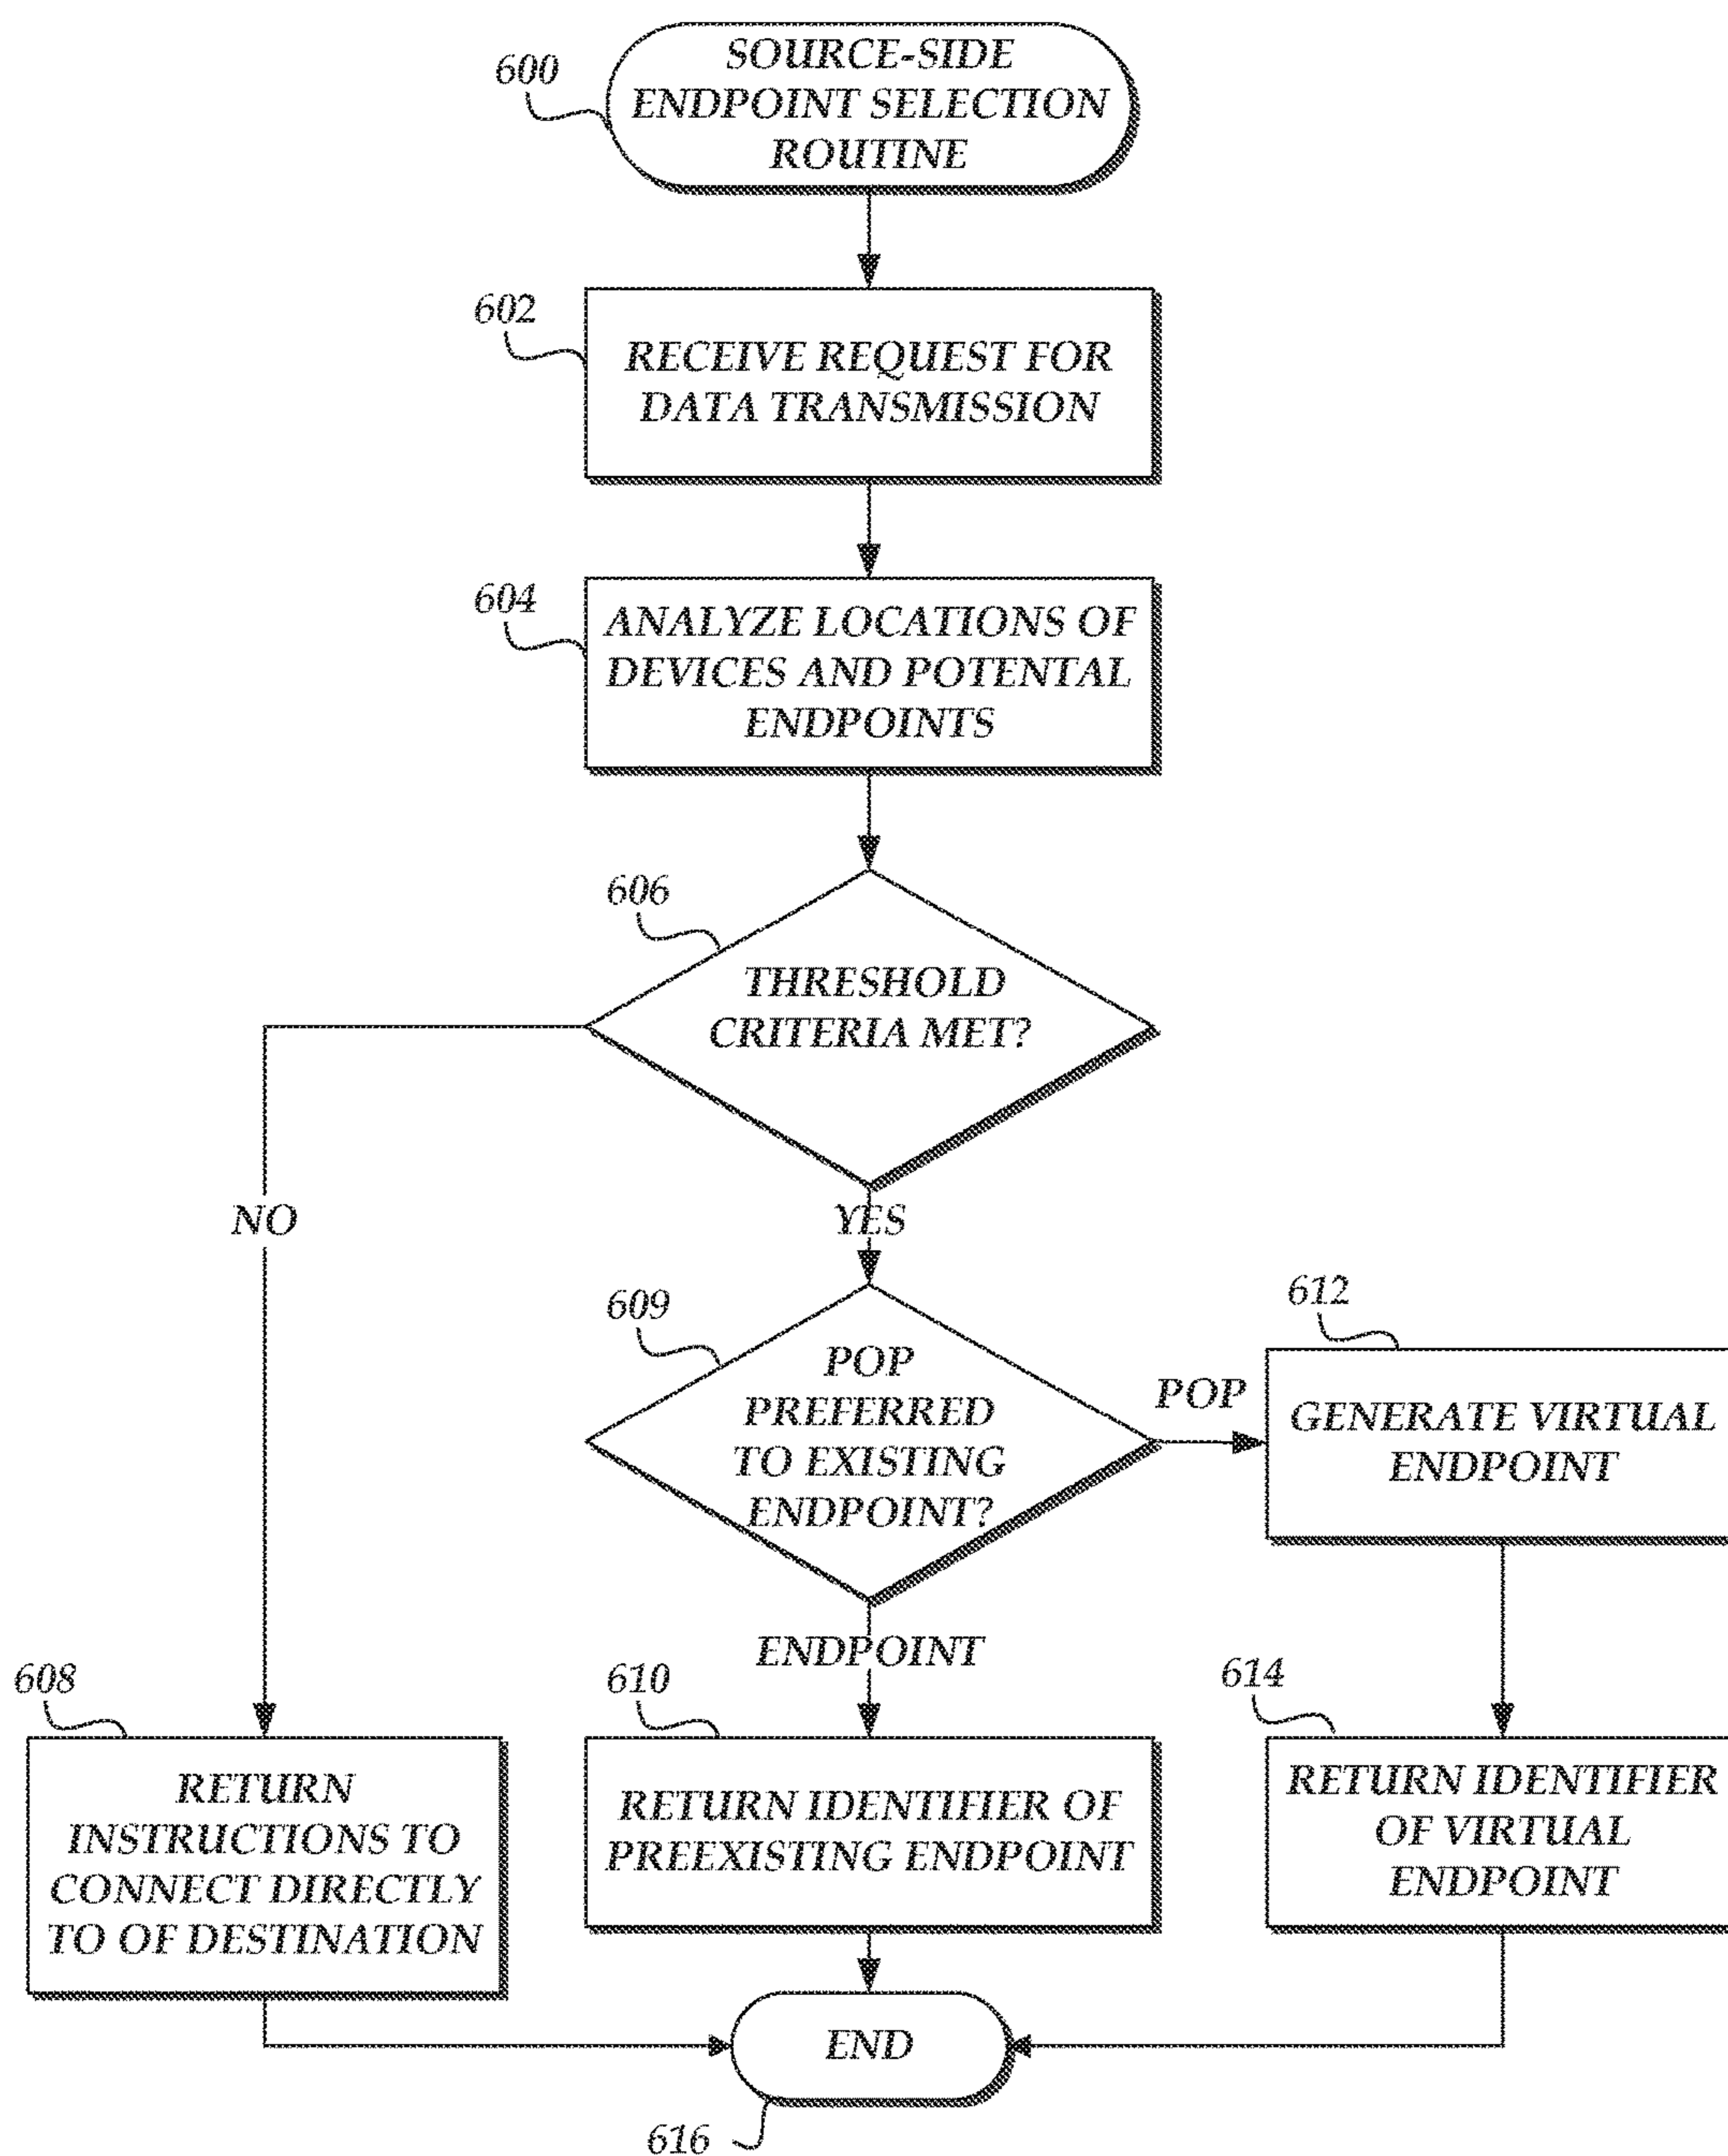 600
SOURCE-SIDE
ENDPOINT SELECTION
ROUTINE
602
RECEIVE REQUEST FOR
DATA TRANSMISSION
604
ANALYZE LOCATIONS OF
DEVICES AND POTENTAL
ENDPOINTS
606
THRESHOLD
CRITERIA MET?
NO
YES
609
POP
PREFERRED
TO EXISTING
ENDPOINT?
POP
612
GENERATE VIRTUAL
ENDPOINT
ENDPOINT
608
RETURN
INSTRUCTIONS TO
CONNECT DIRECTLY
TO OF DESTINATION
610
RETURN IDENTIFIER OF
PREEXISTING ENDPOINT
614
RETURN IDENTIFIER
OF VIRTUAL
ENDPOINT
END
616